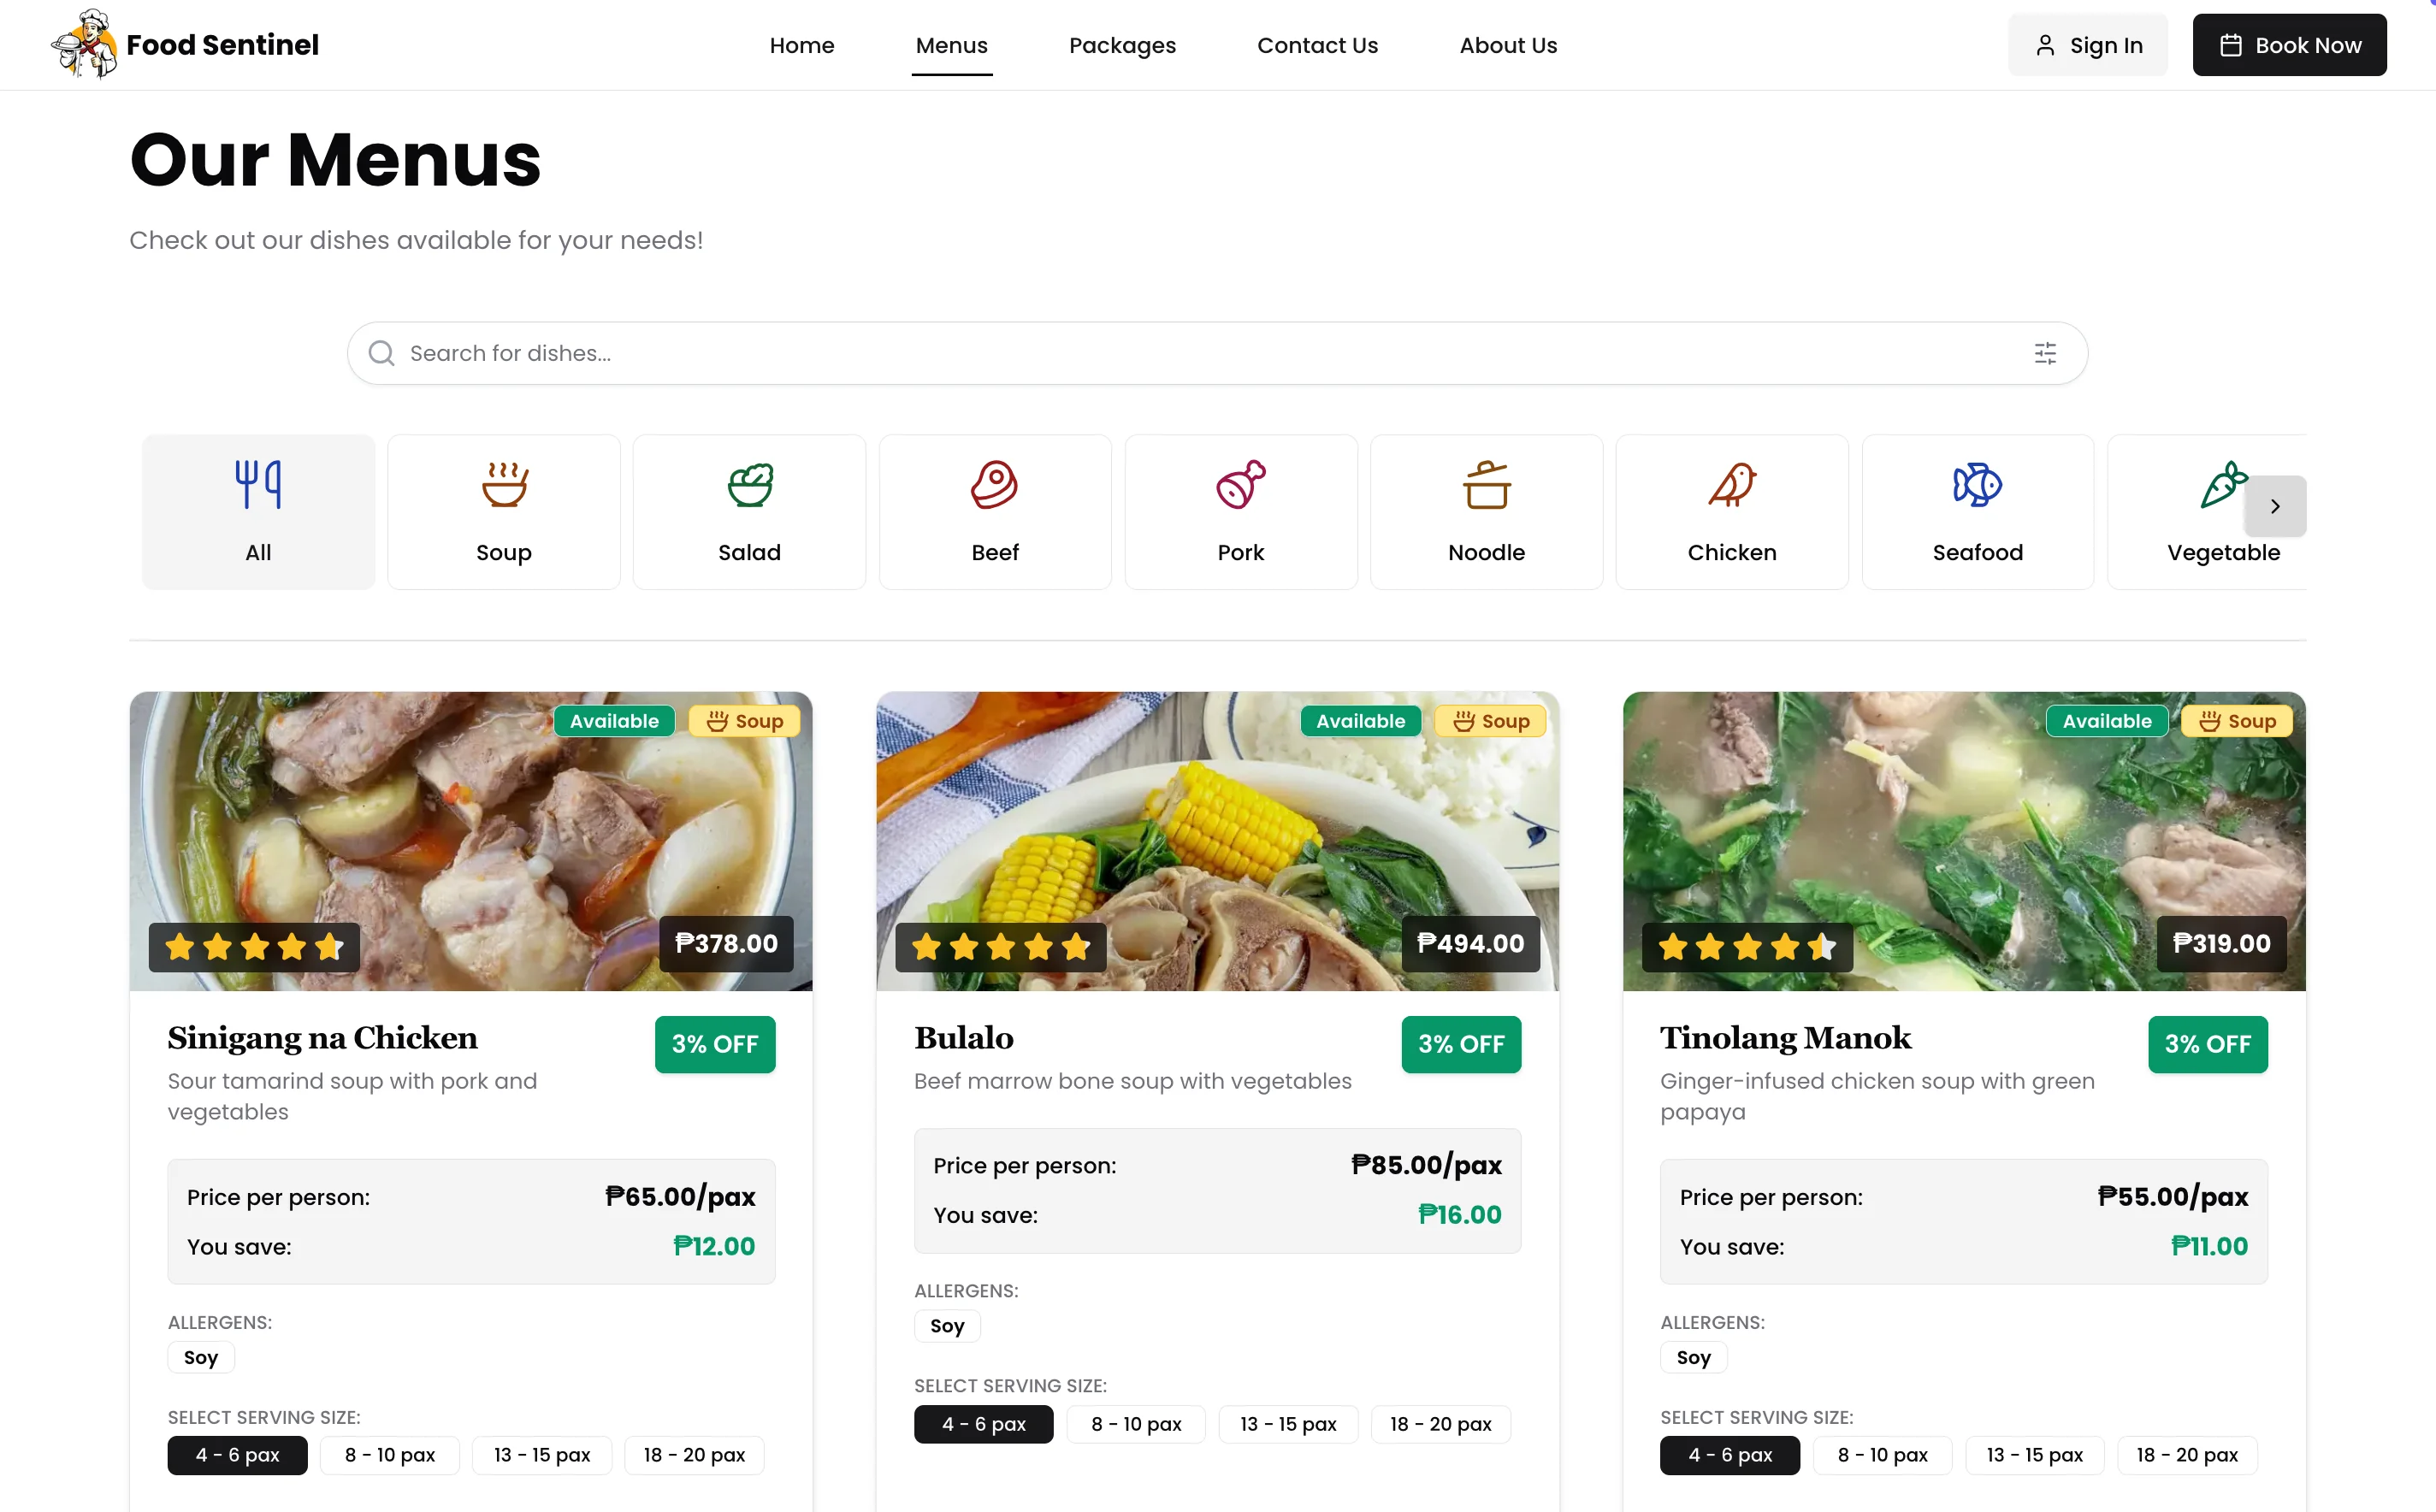 Food Sentinel
Home
Menus
Packages
Contact Us
About Us
Sign In
Book Now
Our Menus
Check out our dishes available for your needs!
Search for dishes...
All
Soup
Salad
Beef
Pork
Noodle
Chicken
Seafood
Vegetable
Available
Soup
₱378.00
Sinigang na Chicken
3% OFF
Sour tamarind soup with pork and
vegetables
Price per person:
₱65.00/pax
You save:
₱12.00
ALLERGENS:
Soy
SELECT SERVING SIZE:
4 - 6 pax
8 - 10 pax
13 - 15 pax
18 - 20 pax
Available
Soup
₱494.00
Bulalo
3% OFF
Beef marrow bone soup with vegetables
Price per person:
₱85.00/pax
You save:
₱16.00
ALLERGENS:
Soy
SELECT SERVING SIZE:
4 - 6 pax
8 - 10 pax
13 - 15 pax
18 - 20 pax
Available
Soup
₱319.00
Tinolang Manok
3% OFF
Ginger-infused chicken soup with green
papaya
Price per person:
₱55.00/pax
You save:
₱11.00
ALLERGENS:
Soy
SELECT SERVING SIZE:
4 - 6 pax
8 - 10 pax
13 - 15 pax
18 - 20 pax